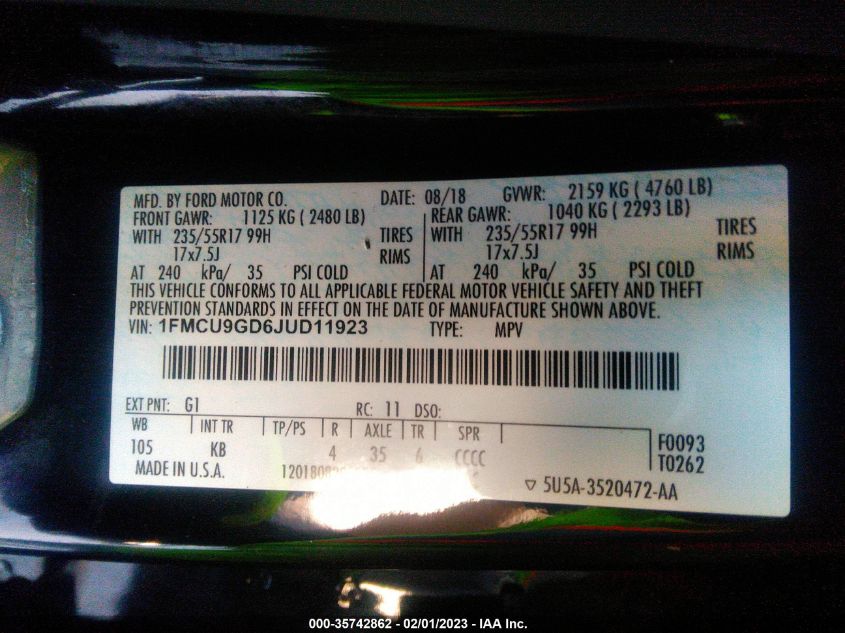 MFD. BY FORD MOTOR CO. DATE: 08/18 GVWR: 2159 KG ( 4760 LB)
FRONT GAWR: 1125 KG ( 2480 LB) REAR GAWR: 1040 KG ( 2293 LB)
WITH 235/55R17 99H TIRES WITH 235/55R17 99H TIRES
17x7.5J RIMS 17x7.5J RIMS
AT 240 kPa/ 35 PSI COLD AT 240 kPa/ 35 PSI COLD
THIS VEHICLE CONFORMS TO ALL APPLICABLE FEDERAL MOTOR VEHICLE SAFETY AND THEFT
PREVENTION STANDARDS IN EFFECT ON THE DATE OF MANUFACTURE SHOWN ABOVE.
VIN: 1FMCU9GD6JUD11923 TYPE: MPV
EXT PNT: G1 RC: 11 DSO:
WB INT TR TP/PS R AXLE TR SPR F0093
105 KB 4 35 6 CCCC T0262
MADE IN U.S.A.
▽ 5U5A-3520472-AA
000-35742862 - 02/01/2023 - IAA Inc.